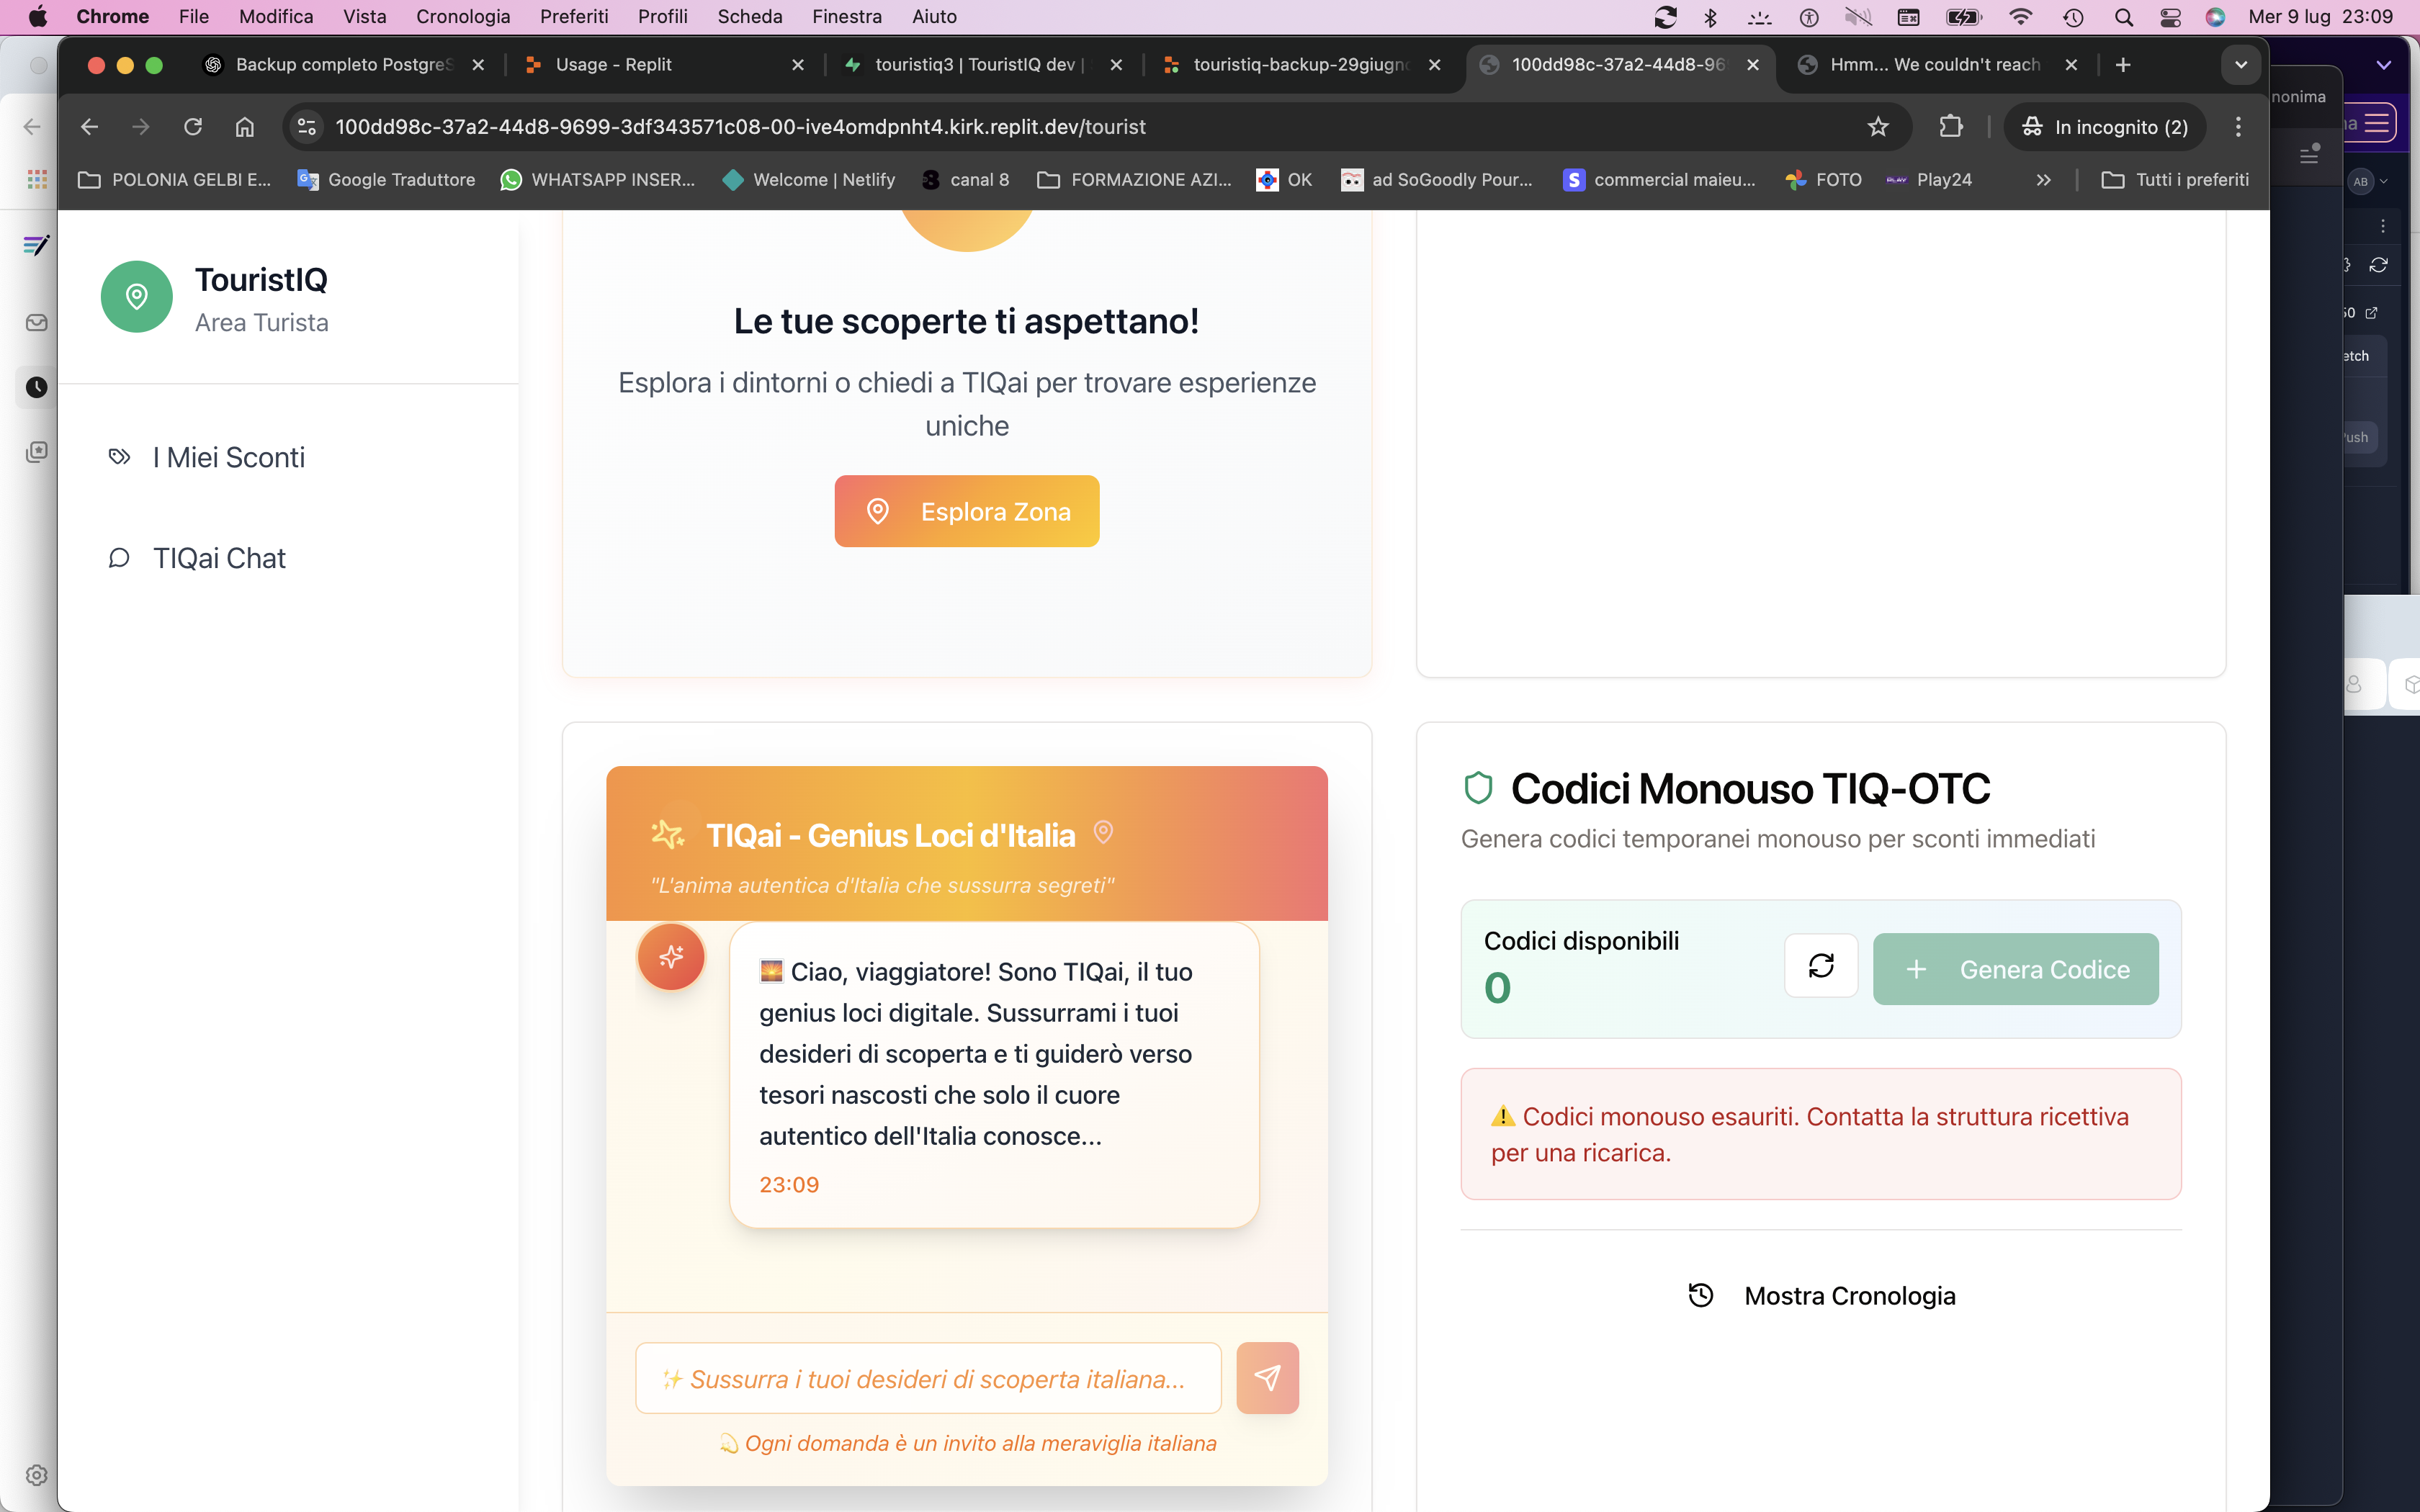 Chrome File Modifica Vista Cronologia Preferiti Profili Scheda Finestra Aiuto
Mer 9 lug 23:09
Backup completo PostgreS
Usage - Replit
touristiq3 | TouristIQ dev |
touristiq-backup-29giugno
100dd98c-37a2-44d8-96
Hmm... We couldn't reach
100dd98c-37a2-44d8-9699-3df343571c08-00-ive4omdpnht4.kirk.replit.dev/tourist
In incognito (2)
POLONIA GELBI E...
Google Traduttore
WHATSAPP INSER...
Welcome | Netlify
canal 8
FORMAZIONE AZI...
OK
ad SoGoodly Pour...
commercial maieu...
FOTO
Play24
Tutti i preferiti
nonima
AB
etch
TouristIQ
Area Turista
I Miei Sconti
TIQai Chat
Le tue scoperte ti aspettano!
Esplora i dintorni o chiedi a TIQai per trovare esperienze
uniche
Esplora Zona
TIQai - Genius Loci d'Italia
"L'anima autentica d'Italia che sussurra segreti"
🌅 Ciao, viaggiatore! Sono TIQai, il tuo
genius loci digitale. Sussurrami i tuoi
desideri di scoperta e ti guiderò verso
tesori nascosti che solo il cuore
autentico dell'Italia conosce...
23:09
✨ Sussurra i tuoi desideri di scoperta italiana...
💫 Ogni domanda è un invito alla meraviglia italiana
Codici Monouso TIQ-OTC
Genera codici temporanei monouso per sconti immediati
Codici disponibili
0
Genera Codice
⚠️ Codici monouso esauriti. Contatta la struttura ricettiva
per una ricarica.
Mostra Cronologia